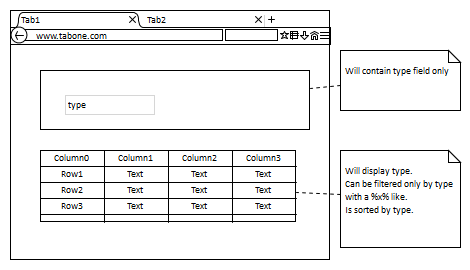 Tab1
Tab2
www.tabone.com
Will contain type field only
type
Column0 Column1 Column2 Column3
Row1 Text Text Text
Row2 Text Text Text
Row3 Text Text Text
Will display type.
Can be filtered only by type
with a %x% like.
Is sorted by type.